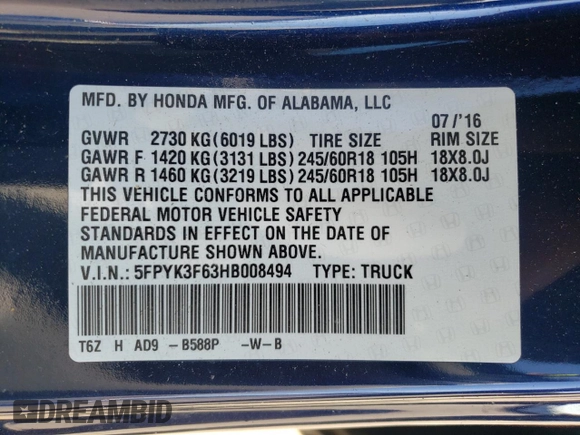 MFD. BY HONDA MFG. OF ALABAMA, LLC
07 /'16
GVWR 2730 KG (6019 LBS) TIRE SIZE RIM SIZE
GAWR F 1420 KG (3131 LBS) 245/60R18 105H 18X8.0J
GAWR R 1460 KG (3219 LBS) 245/60R18 105H 18X8.0J
THIS VEHICLE CONFORMS TO ALL APPLICABLE
FEDERAL MOTOR VEHICLE SAFETY
STANDARDS IN EFFECT ON THE DATE OF
MANUFACTURE SHOWN ABOVE.
V.I.N.: 5FPYK3F63HB008494 TYPE: TRUCK
T6Z H AD9 -B588P -W-B
DREAMBID